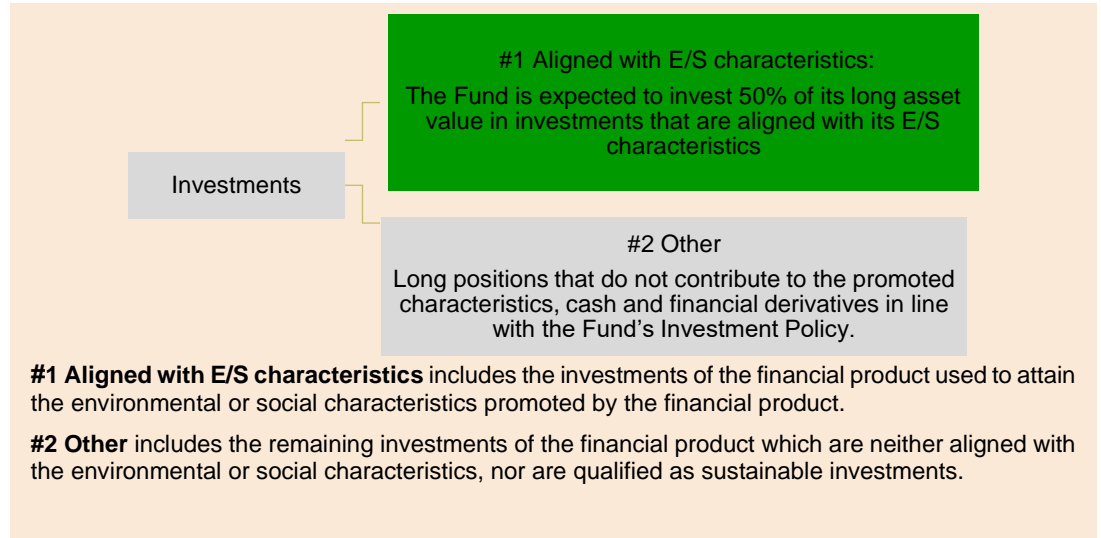 #1 Aligned with E/S characteristics:
The Fund is expected to invest 50% of its long asset
value in investments that are aligned with its E/S
characteristics
Investments
#2 Other
Long positions that do not contribute to the promoted
characteristics, cash and financial derivatives in line
with the Fund’s Investment Policy.
#1 Aligned with E/S characteristics includes the investments of the financial product used to attain
the environmental or social characteristics promoted by the financial product.
#2 Other includes the remaining investments of the financial product which are neither aligned with
the environmental or social characteristics, nor are qualified as sustainable investments.